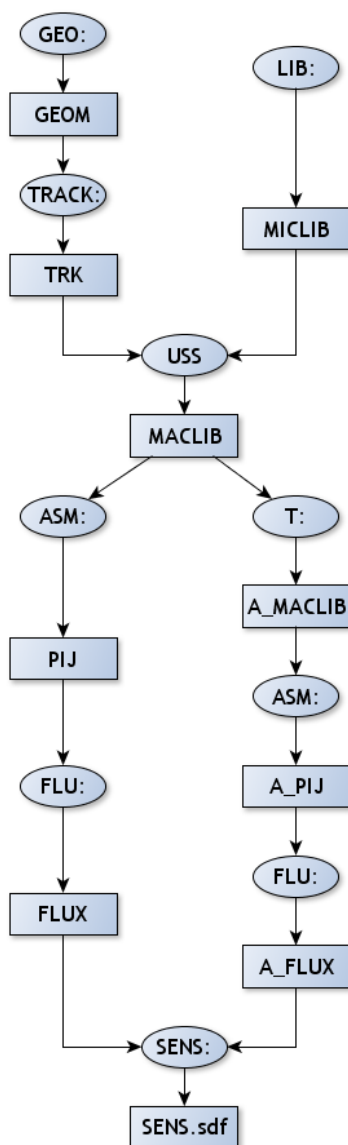 GEO:
LIB:
GEOM
TRACK:
MICLIB
TRK
USS
MACLIB
ASM:
T:
A_MACLIB
PIJ
ASM:
FLU:
A_PIJ
FLU:
FLUX
A_FLUX
SENS:
SENS.sdf